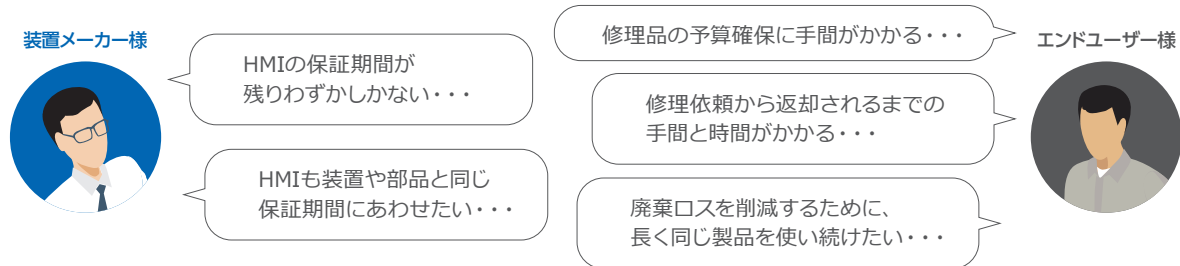 装置メーカー様
HMIの保証期間が
残りわずかしかない・・・
HMIも装置や部品と同じ
保証期間にあわせたい・・・
修理品の予算確保に手間がかかる・・・
エンドユーザー様
修理依頼から返却されるまでの
手間と時間がかかる・・・
廃棄ロスを削減するために、
長く同じ製品を使い続けたい・・・